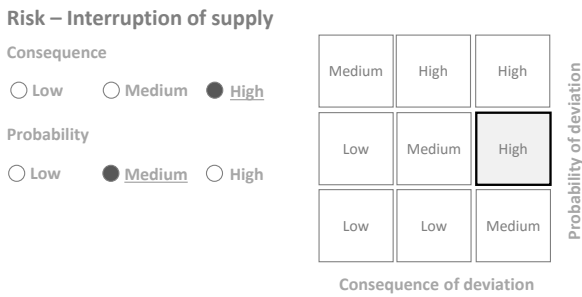 Risk – Interruption of supply
Consequence
Low Medium High
Probability
Low Medium High
Medium High High
Low Medium High
Low Low Medium
Probability of deviation
Consequence of deviation